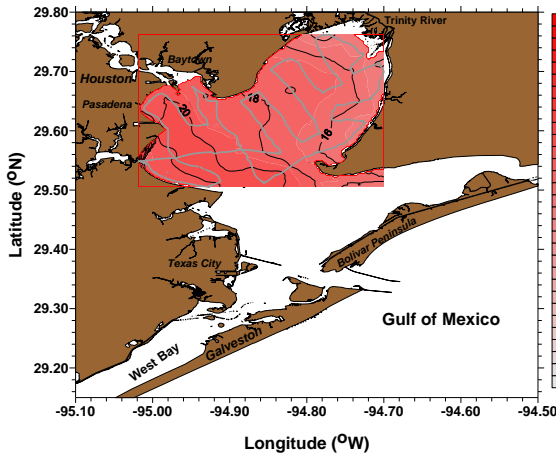 29.80
29.70
29.60
29.50
29.40
29.30
29.20
Latitude (ºN)
Trinity River
Baytown
Houston
Pasadena
18
20
16
Texas City
Bolivar Peninsula
Gulf of Mexico
Galveston
West Bay
-95.10
-95.00
-94.90
-94.80
-94.70
-94.60
-94.50
Longitude (ºW)